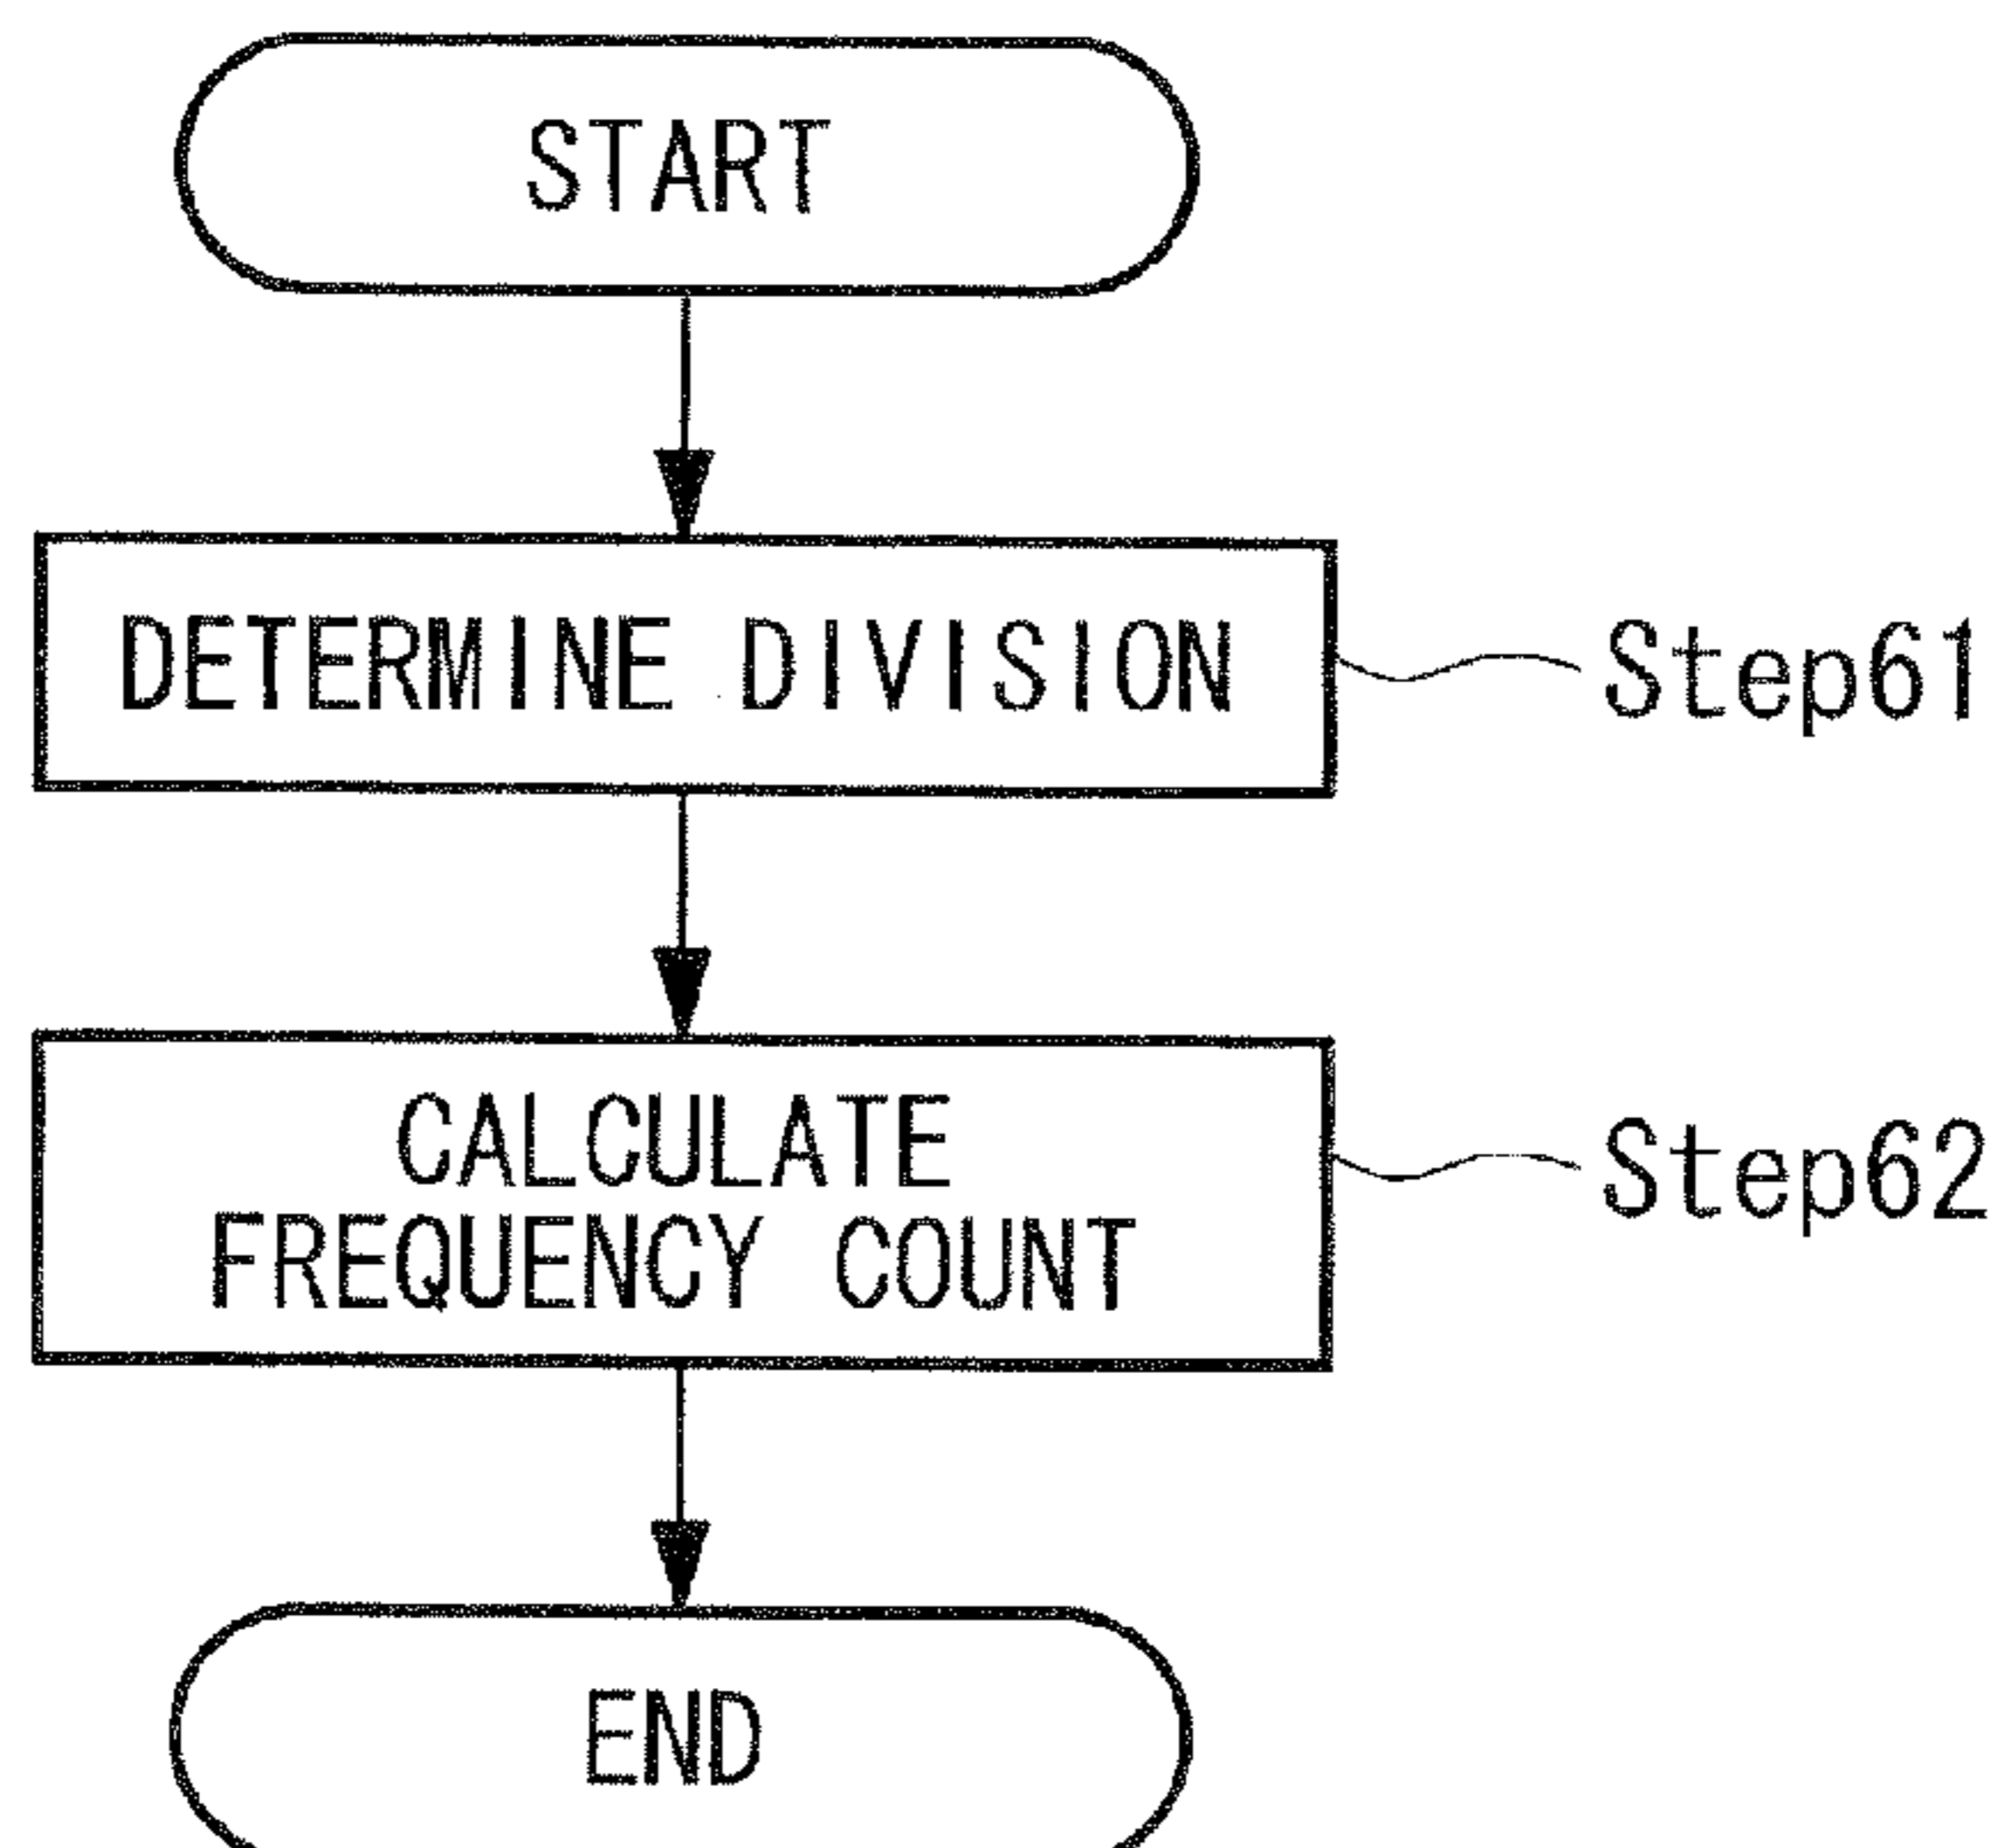 START
DETERMINE DIVISION
Step61
CALCULATE
FREQUENCY COUNT
Step62
END